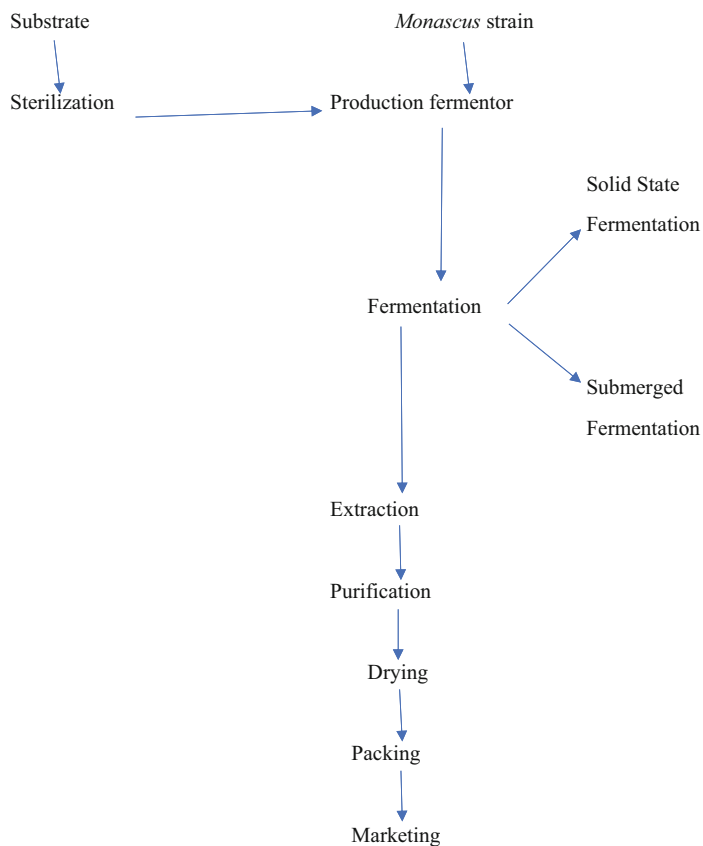 Substrate
Monascus strain
Sterilization
Production fermentor
Solid State
Fermentation
Fermentation
Submerged
Fermentation
Extraction
Purification
Drying
Packing
Marketing